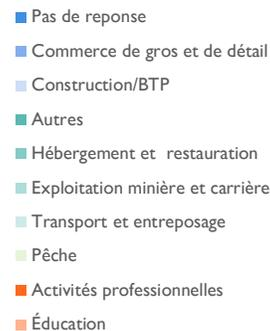 Pas de reponse
Commerce de gros et de détail
Construction/BTP
Autres
Hébergement et restauration
Exploitation minière et carrière
Transport et entreposage
Pêche
Activités professionnelles
Éducation